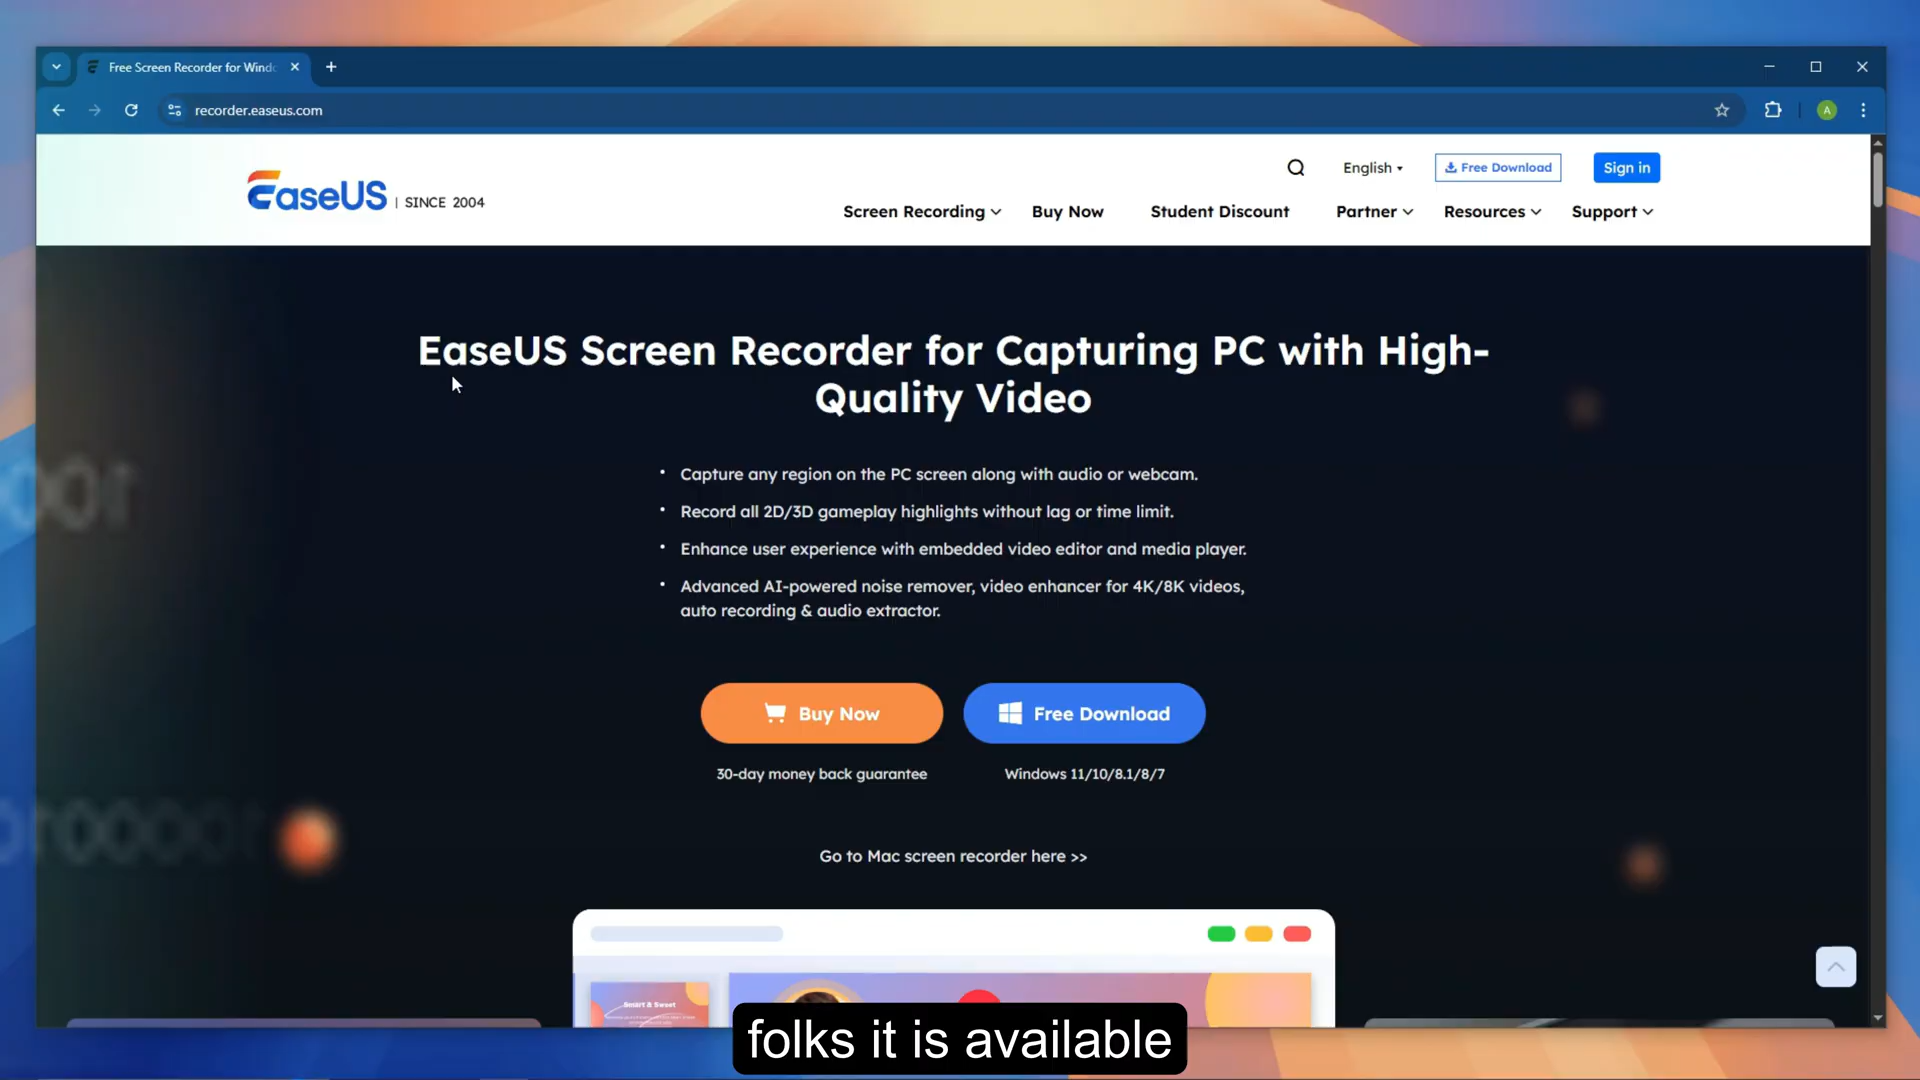 Free Screen Recorder for Wind
recorder.easeus.com
A
English
Free Download
Sign in
EaseUS | SINCE 2004
Screen Recording
Buy Now
Student Discount
Partner
Resources
Support
EaseUS Screen Recorder for Capturing PC with High-
Quality Video
• Capture any region on the PC screen along with audio or webcam.
• Record all 2D/3D gameplay highlights without lag or time limit.
• Enhance user experience with embedded video editor and media player.
• Advanced AI-powered noise remover, video enhancer for 4K/8K videos,
auto recording & audio extractor.
Buy Now
Free Download
30-day money back guarantee
Windows 11/10/8.1/8/7
Go to Mac screen recorder here >>
Smart & Sweet
folks it is available